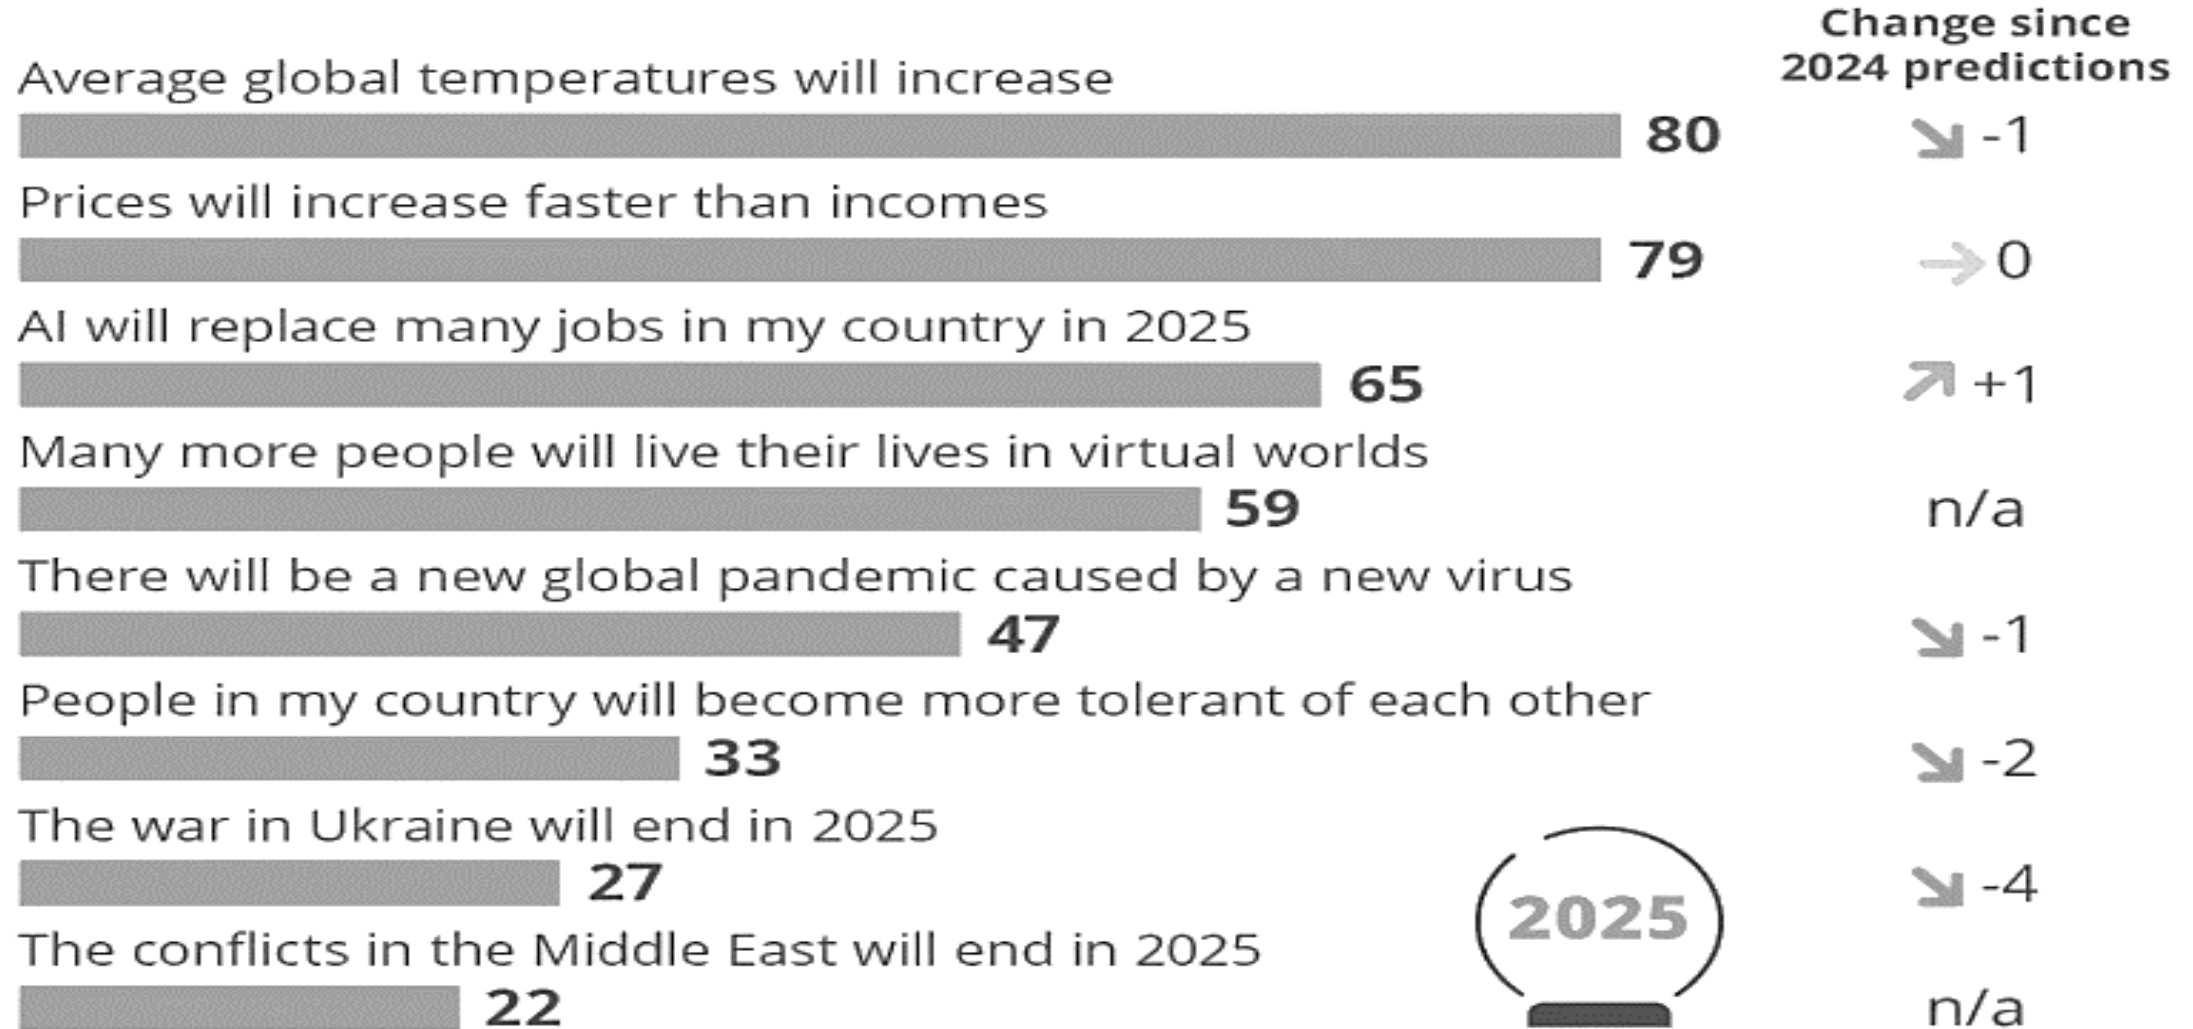 Change since
2024 predictions
Average global temperatures will increase
80 -1
Prices will increase faster than incomes
79 0
AI will replace many jobs in my country in 2025
65 +1
Many more people will live their lives in virtual worlds
59 n/a
There will be a new global pandemic caused by a new virus
47 -1
People in my country will become more tolerant of each other
33 -2
The war in Ukraine will end in 2025
27 -4
2025
The conflicts in the Middle East will end in 2025
22 n/a